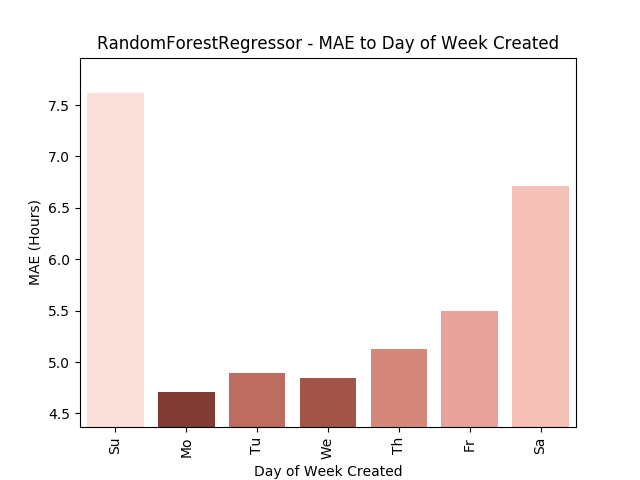 RandomForestRegressor - MAE to Day of Week Created
7.5
7.0
6.5
6.0
5.5
5.0
4.5
MAE (Hours)
Su
Mo
Tu
We
Th
Fr
Sa
Day of Week Created